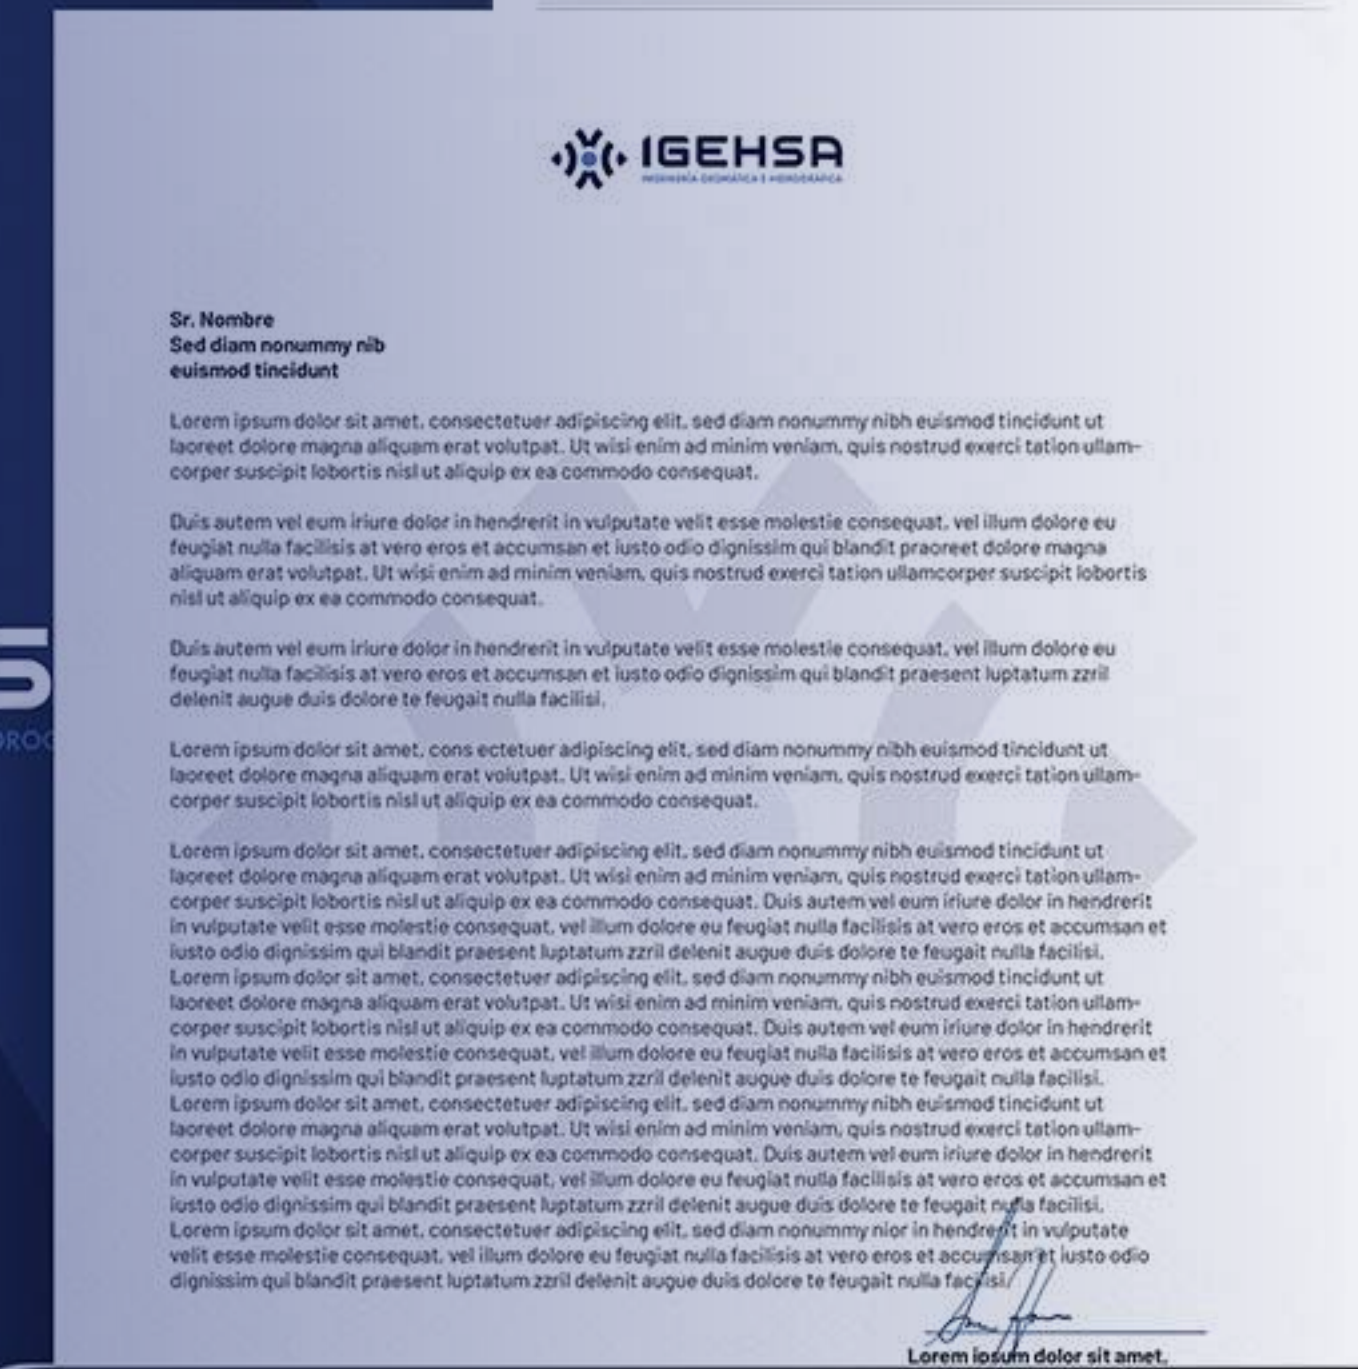 IGEHSA
INGENIERÍA GEOMÁTICA E HIDROGRÁFICA
Sr. Nombre
Sed diam nonummy nib
euismod tincidunt
Lorem ipsum dolor sit amet, consectetuer adipiscing elit, sed diam nonummy nibh euismod tincidunt ut
laoreet dolore magna aliquam erat volutpat. Ut wisi enim ad minim veniam, quis nostrud exerci tation ullam-
corper suscipit lobortis nisl ut aliquip ex ea commodo consequat.
Duis autem vel eum iriure dolor in hendrerit in vulputate velit esse molestie consequat, vel illum dolore eu
feugiat nulla facilisis at vero eros et accumsan et iusto odio dignissim qui blandit praoreet dolore magna
aliquam erat volutpat. Ut wisi enim ad minim veniam, quis nostrud exerci tation ullamcorper suscipit lobortis
nisl ut aliquip ex ea commodo consequat.
Duis autem vel eum iriure dolor in hendrerit in vulputate velit esse molestie consequat, vel illum dolore eu
feugiat nulla facilisis at vero eros et accumsan et iusto odio dignissim qui blandit praesent luptatum zzril
delenit augue duis dolore te feugait nulla facilisi.
Lorem ipsum dolor sit amet, cons ectetuer adipiscing elit, sed diam nonummy nibh euismod tincidunt ut
laoreet dolore magna aliquam erat volutpat. Ut wisi enim ad minim veniam, quis nostrud exerci tation ullam-
corper suscipit lobortis nisl ut aliquip ex ea commodo consequat.
Lorem ipsum dolor sit amet, consectetuer adipiscing elit, sed diam nonummy nibh euismod tincidunt ut
laoreet dolore magna aliquam erat volutpat. Ut wisi enim ad minim veniam, quis nostrud exerci tation ullam-
corper suscipit lobortis nisl ut aliquip ex ea commodo consequat. Duis autem vel eum iriure dolor in hendrerit
in vulputate velit esse molestie consequat, vel illum dolore eu feugiat nulla facilisis at vero eros et accumsan et
iusto odio dignissim qui blandit praesent luptatum zzril delenit augue duis dolore te feugait nulla facilisi.
Lorem ipsum dolor sit amet, consectetuer adipiscing elit, sed diam nonummy nibh euismod tincidunt ut
laoreet dolore magna aliquam erat volutpat. Ut wisi enim ad minim veniam, quis nostrud exerci tation ullam-
corper suscipit lobortis nisl ut aliquip ex ea commodo consequat. Duis autem vel eum iriure dolor in hendrerit
in vulputate velit esse molestie consequat, vel illum dolore eu feugiat nulla facilisis at vero eros et accumsan et
iusto odio dignissim qui blandit praesent luptatum zzril delenit augue duis dolore te feugait nulla facilisi.
Lorem ipsum dolor sit amet, consectetuer adipiscing elit, sed diam nonummy nibh euismod tincidunt ut
laoreet dolore magna aliquam erat volutpat. Ut wisi enim ad minim veniam, quis nostrud exerci tation ullam-
corper suscipit lobortis nisl ut aliquip ex ea commodo consequat. Duis autem vel eum iriure dolor in hendrerit
in vulputate velit esse molestie consequat, vel illum dolore eu feugiat nulla facilisis at vero eros et accumsan et
iusto odio dignissim qui blandit praesent luptatum zzril delenit augue duis dolore te feugait nulla facilisi.
Lorem ipsum dolor sit amet, consectetuer adipiscing elit, sed diam nonummy nior in hendrerit in vulputate
velit esse molestie consequat, vel illum dolore eu feugiat nulla facilisis at vero eros et accumsan et iusto odio
dignissim qui blandit praesent luptatum zzril delenit augue duis dolore te feugait nulla facilisi
Lorem ipsum dolor sit amet,